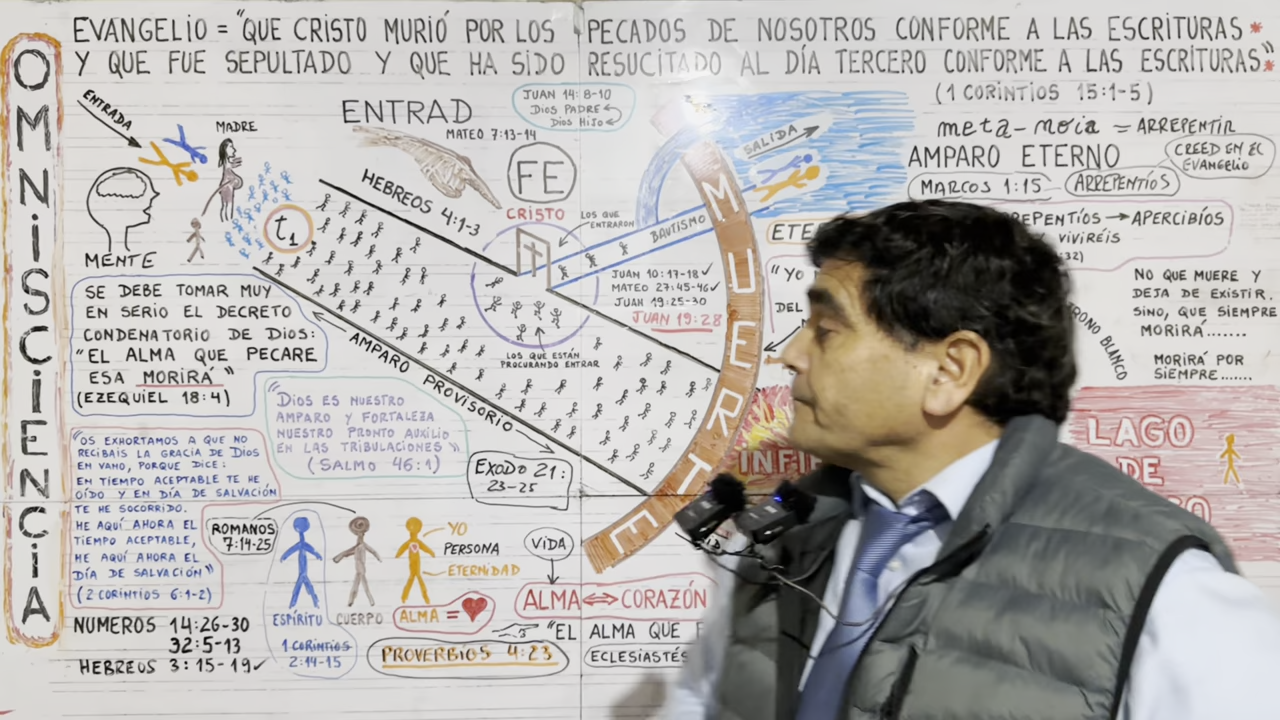 EVANGELIO = "QUE CRISTO MURIÓ POR LOS PECADOS DE NOSOTROS CONFORME A LAS ESCRITURAS *
Y QUE FUE SEPULTADO Y QUE HA SIDO RESUCITADO AL DÍA TERCERO CONFORME A LAS ESCRITURAS" *
(1 CORINTIOS 15:1-5)
OMNISCIENCIA
ENTRADA
MADRE
MENTE
t1
ENTRAD
MATEO 7:13-14
JUAN 14:8-10
DIOS PADRE
DIOS HIJO
FE
CRISTO
HEBREOS 4:1-3
LOS QUE
ENTRARON
BAUTISMO
SALIDA
meta-noia = ARREPENTIR
AMPARO ETERNO
CREED EN EL
EVANGELIO
MARCOS 1:15
ARREPENTÍOS
REPENTÍOS → APERCIBÍOS
VIVIRÉIS
:32)
ETE
"YO
DEL
JUAN 10:17-18 ✓
MATEO 27:45-46 ✓
JUAN 19:25-30
JUAN 19:28
LOS QUE ESTÁN
PROCURANDO ENTRAR
MUERTE
NO QUE MUERE Y
DEJA DE EXISTIR.
SINO, QUE SIEMPRE
MORIRÁ.......
MORIRÁ POR
SIEMPRE.......
TRONO BLANCO
LAGO
DE
O
INFI
SE DEBE TOMAR MUY
EN SERIO EL DECRETO
CONDENATORIO DE DIOS:
"EL ALMA QUE PECARE
ESA MORIRÁ"
(EZEQUIEL 18:4)
AMPARO PROVISORIO
"DIOS ES NUESTRO
AMPARO Y FORTALEZA
NUESTRO PRONTO AUXILIO
EN LAS TRIBULACIONES"
(SALMO 46:1)
EXODO 21:
23-25
"OS EXHORTAMOS A QUE NO
RECIBAIS LA GRACIA DE DIOS
EN VANO, PORQUE DICE:
EN TIEMPO ACEPTABLE TE HE
OÍDO Y EN DÍA DE SALVACIÓN
TE HE SOCORRIDO.
HE AQUÍ AHORA EL
TIEMPO ACEPTABLE,
HE AQUÍ AHORA EL
DÍA DE SALVACIÓN"
(2 CORINTIOS 6:1-2)
ROMANOS
7:14-25
ESPÍRITU
CUERPO
YO
PERSONA
ETERNIDAD
ALMA =
1 CORINTIOS
2:14-15
VIDA
ALMA ⇔ CORAZÓN
NUMEROS 14:26-30
32:5-13
HEBREOS 3:15-19 ✓
PROVERBIOS 4:23
"EL ALMA QUE
ECLESIASTÉS